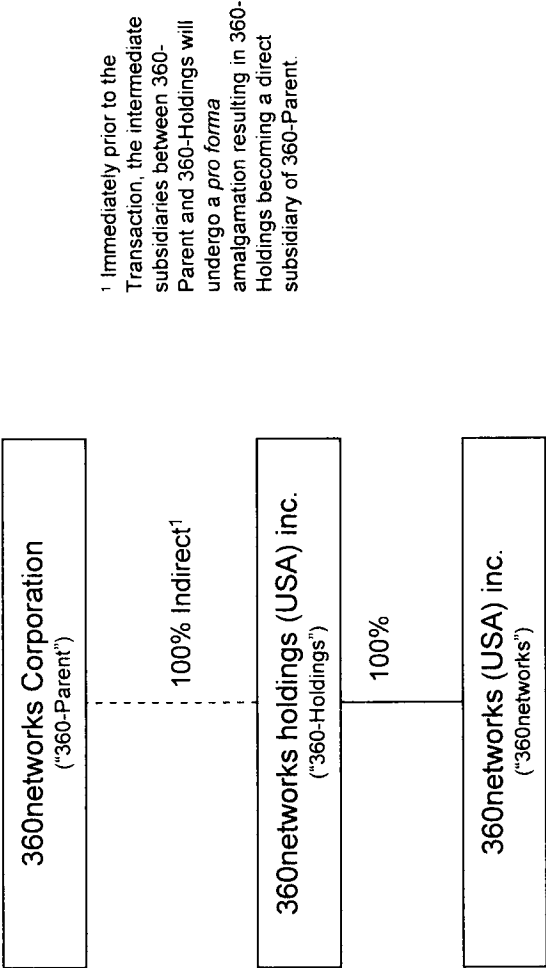 360networks Corporation
("360-Parent")
100% Indirect¹
360networks holdings (USA) inc.
("360-Holdings")
100%
360networks (USA) inc.
("360networks")
¹ Immediately prior to the
Transaction, the intermediate
subsidiaries between 360-
Parent and 360-Holdings will
undergo a pro forma
amalgamation resulting in 360-
Holdings becoming a direct
subsidiary of 360-Parent.